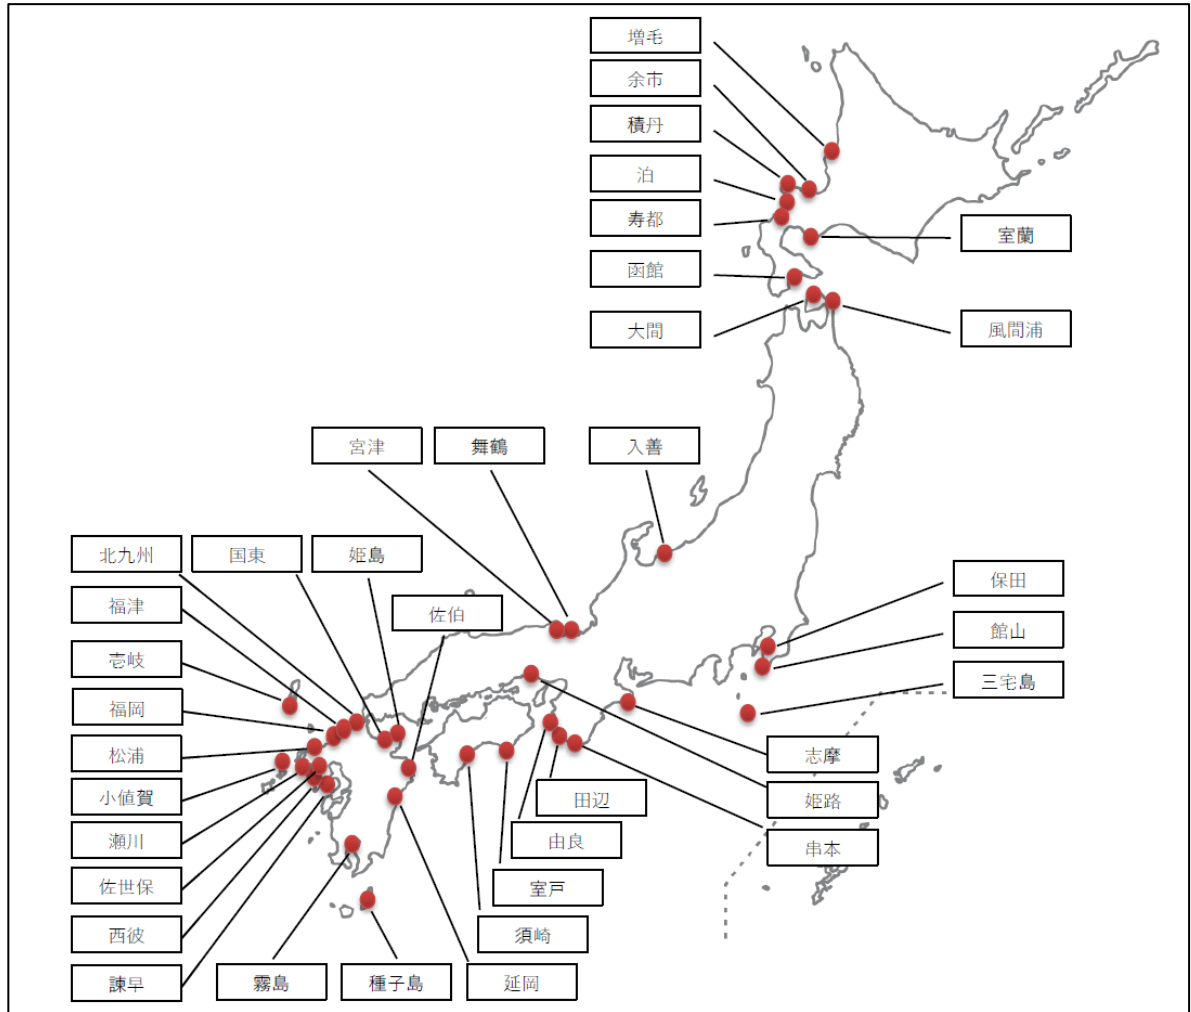 増毛
余市
積丹
泊
寿都
室蘭
函館
大間
風間浦
宮津
舞鶴
入善
北九州
国東
姫島
保田
福津
佐伯
館山
壱岐
三宅島
福岡
松浦
志摩
小値賀
田辺
姫路
瀬川
由良
串本
佐世保
室戸
西彼
須崎
諫早
霧島
種子島
延岡